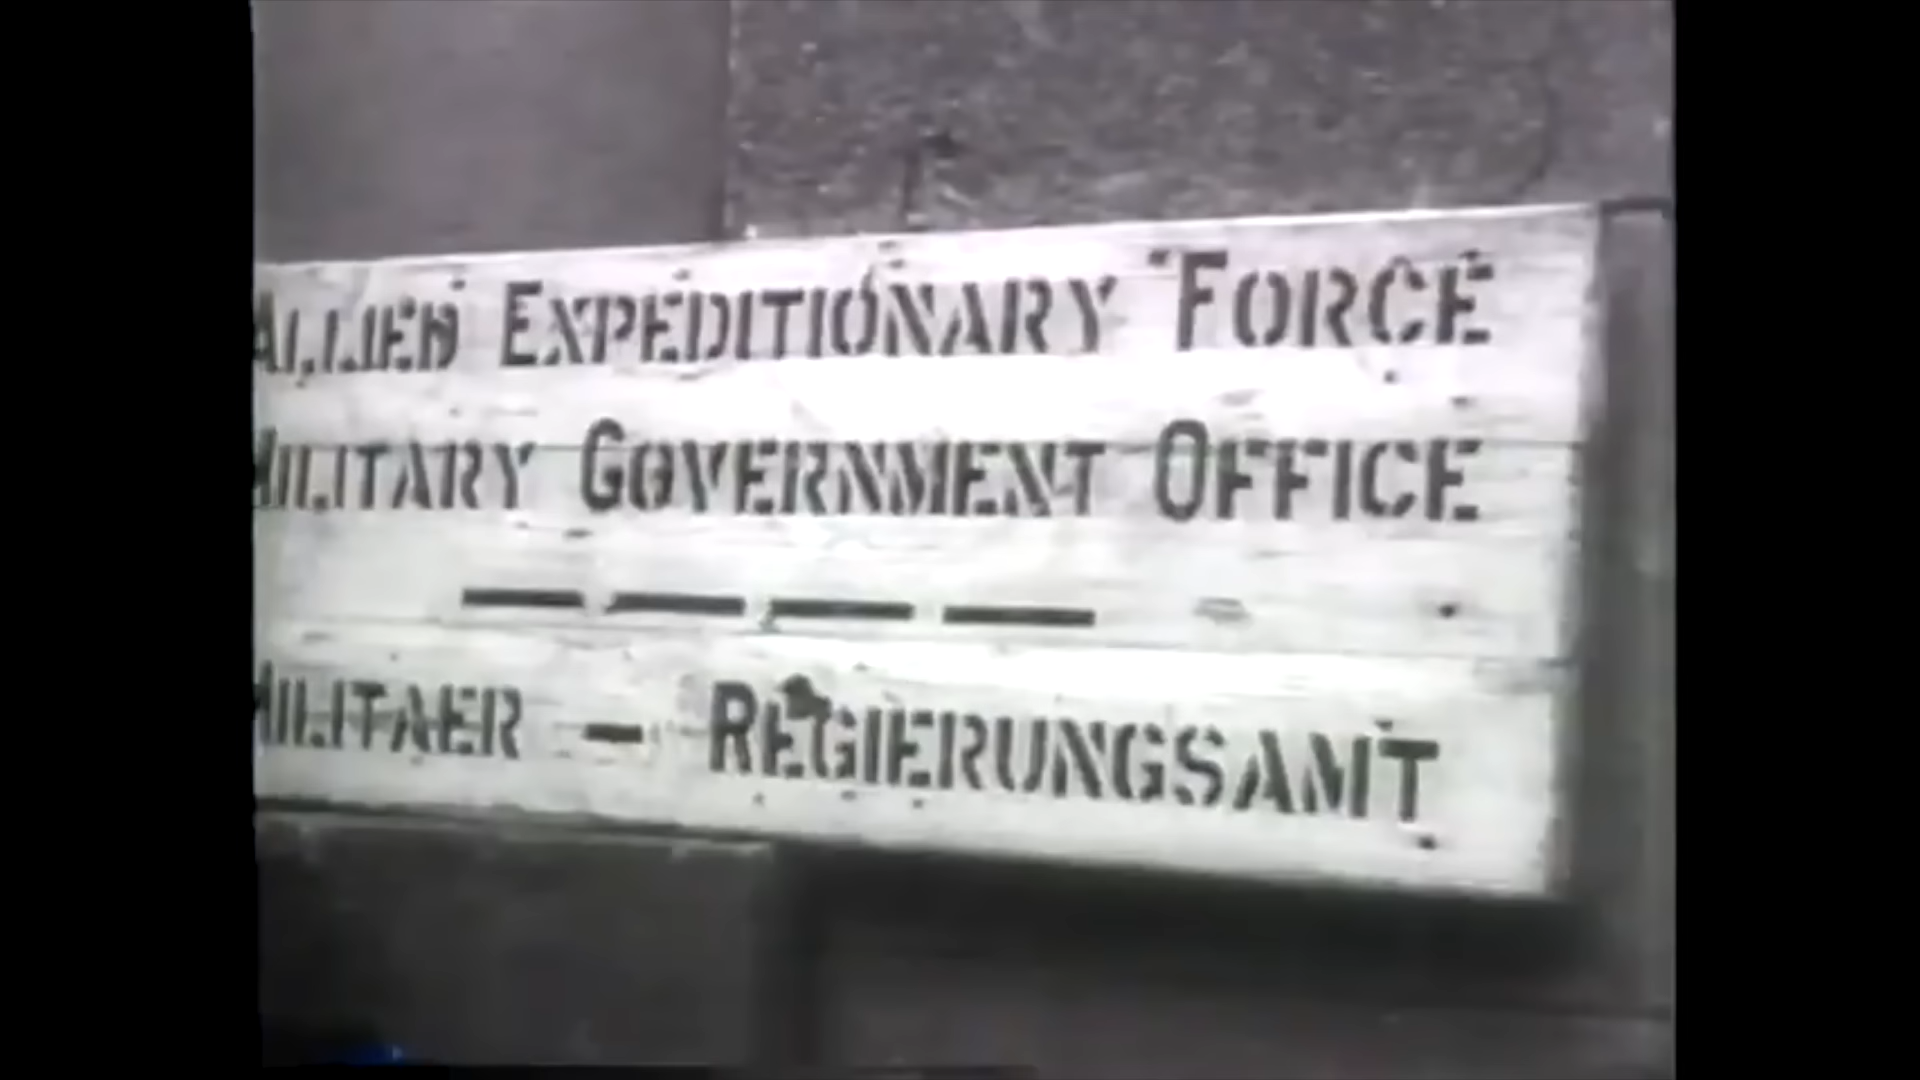 ALLIED EXPEDITIONARY FORCE
MILITARY GOVERNMENT OFFICE
MILITAER - REGIERUNGSAMT